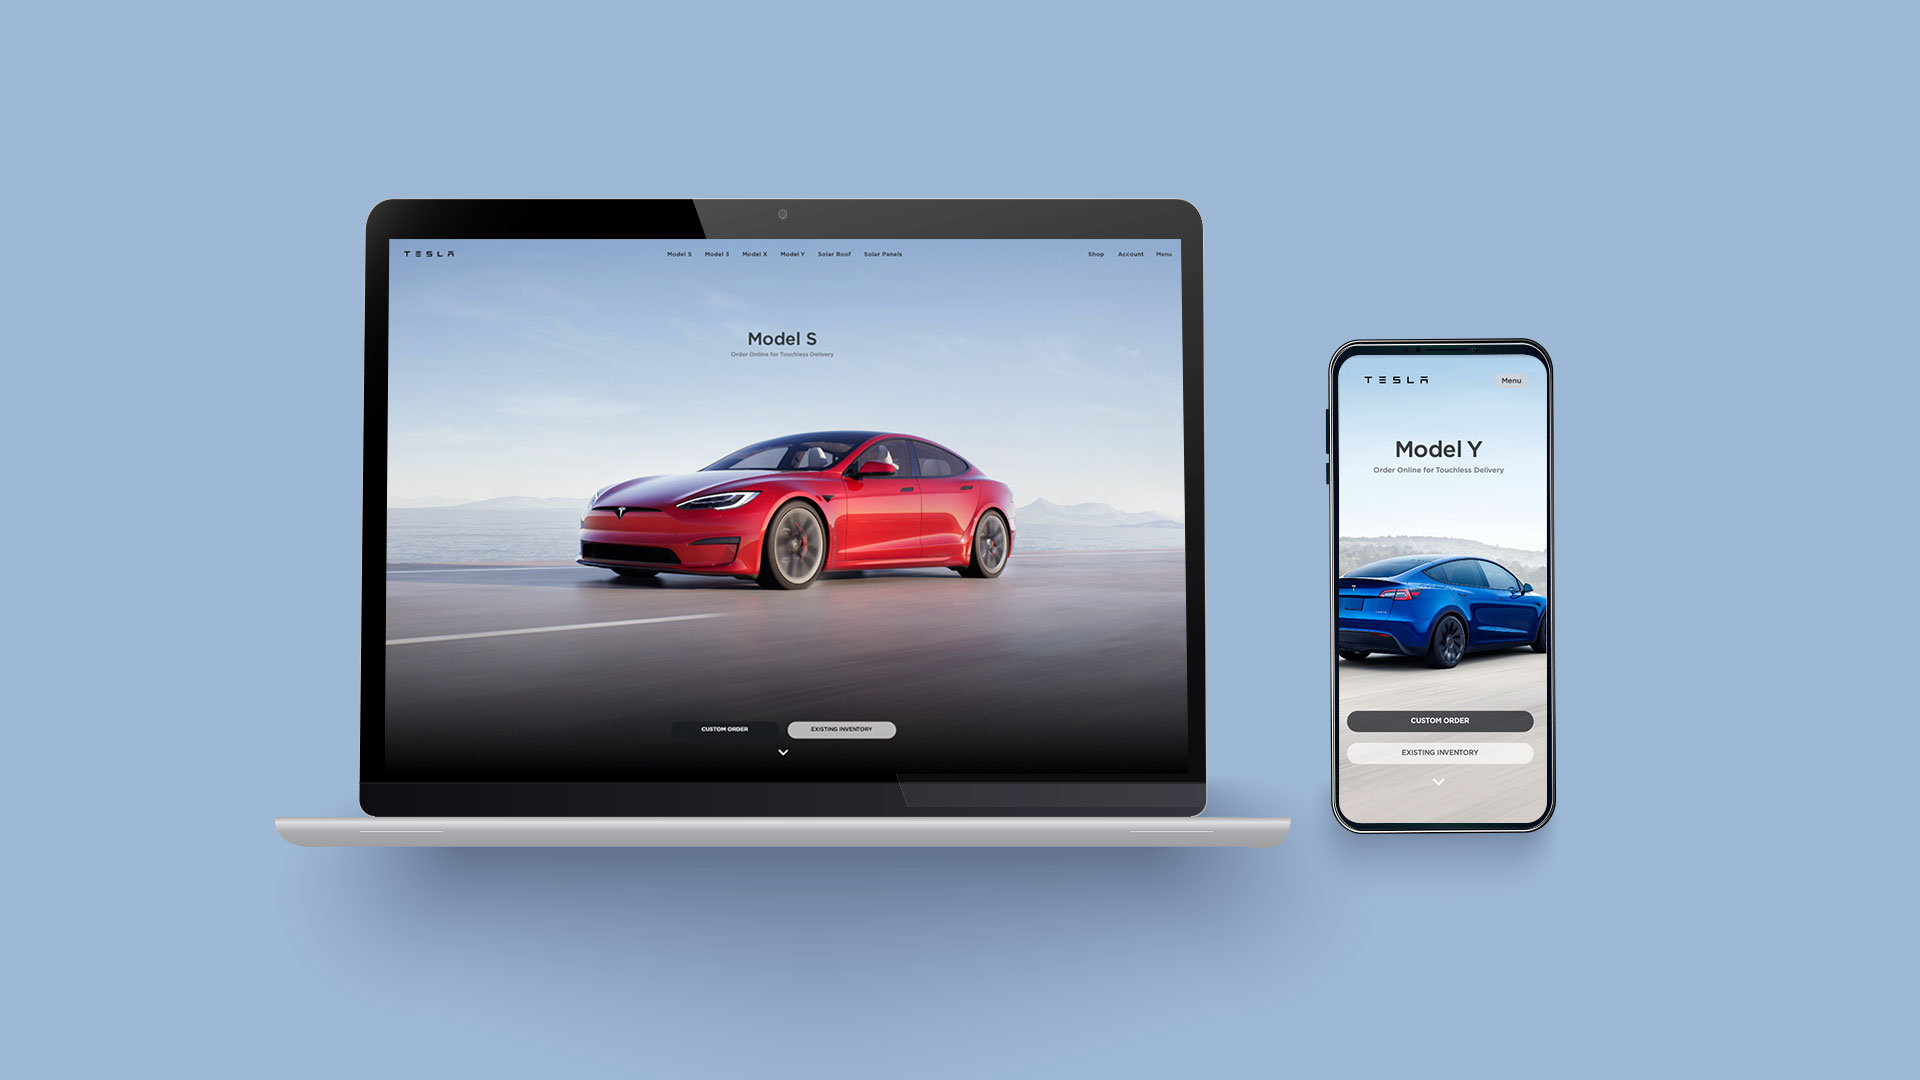 TESLA
Model S Model 3 Model X Model Y Solar Roof Solar Panels
Shop Account Menu
Model S
Order Online for Touchless Delivery
CUSTOM ORDER
EXISTING INVENTORY
TESLA
Menu
Model Y
Order Online for Touchless Delivery
CUSTOM ORDER
EXISTING INVENTORY